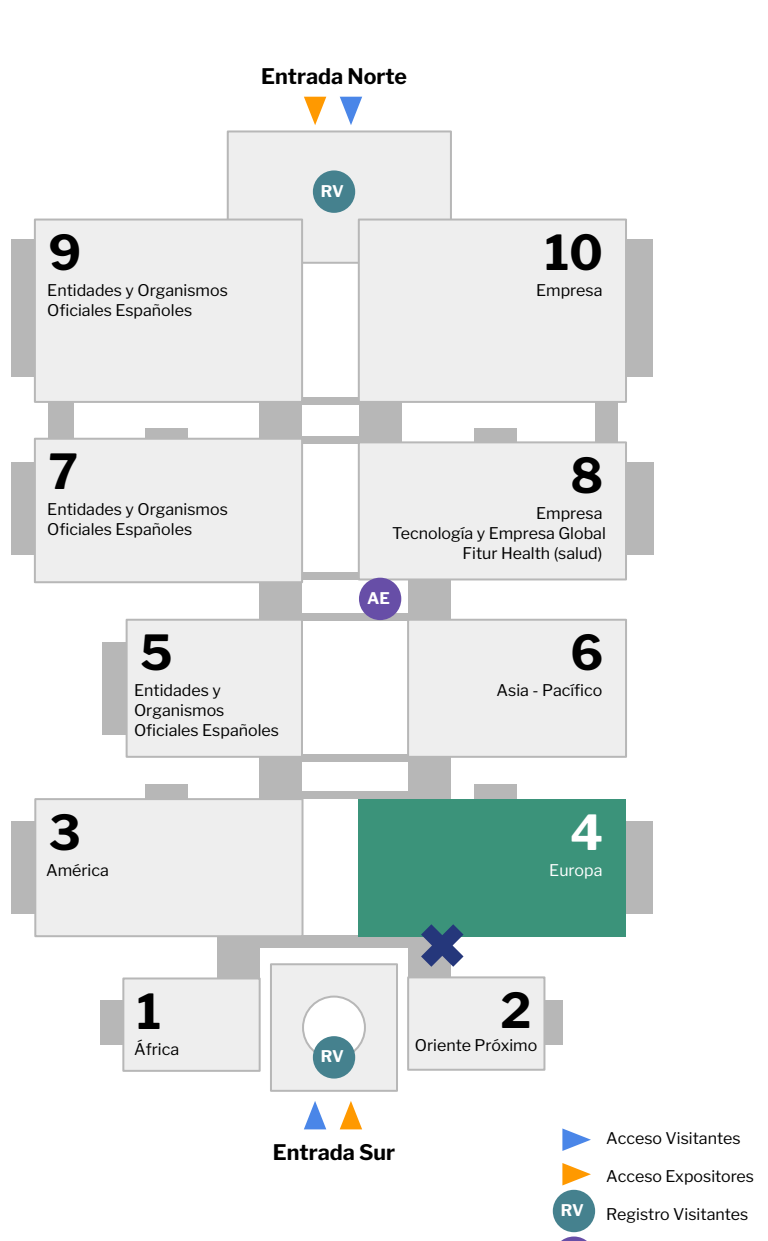 Entrada Norte
RV
9
Entidades y Organismos
Oficiales Españoles
10
Empresa
7
Entidades y Organismos
Oficiales Españoles
8
Empresa
Tecnología y Empresa Global
Fitur Health (salud)
AE
5
Entidades y
Organismos
Oficiales Españoles
6
Asia - Pacífico
3
América
4
Europa
1
África
2
Oriente Próximo
RV
Entrada Sur
Acceso Visitantes
Acceso Expositores
RV Registro Visitantes